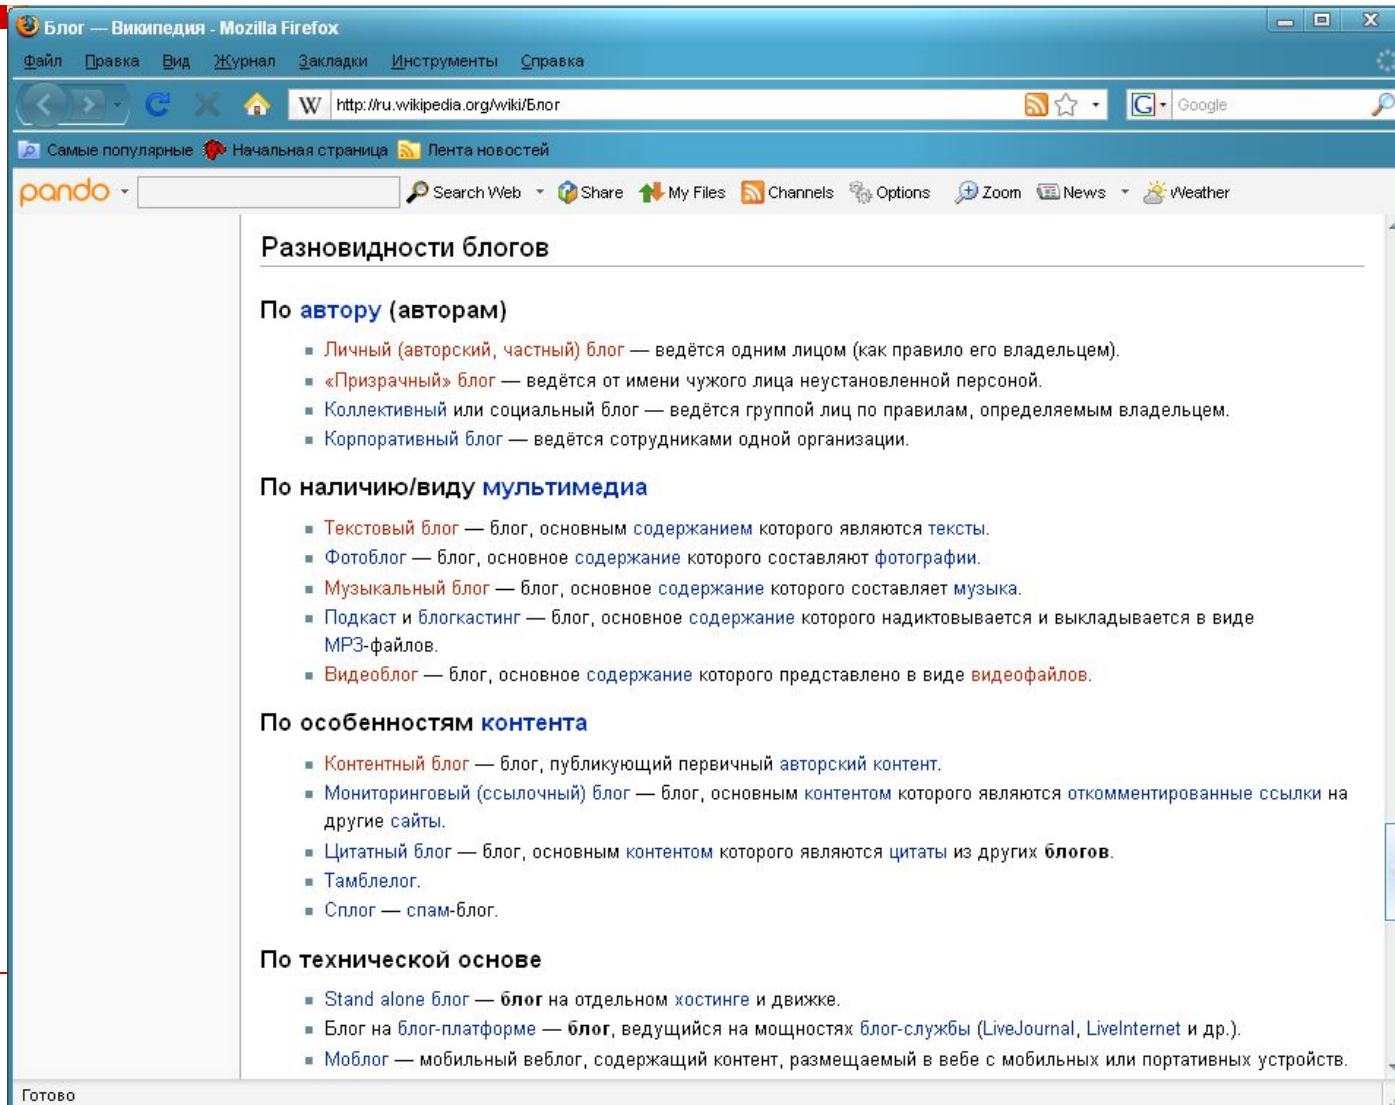 Блог — Википедия - Mozilla Firefox
Файл Правка Вид Журнал Закладки Инструменты Справка
W http://ru.wikipedia.org/wiki/Блог G Google
Самые популярные Начальная страница Лента новостей
pando Search Web Share My Files Channels Options Zoom News Weather
Разновидности блогов
По автору (авторам)
Личный (авторский, частный) блог — ведётся одним лицом (как правило его владельцем).
«Призрачный» блог — ведётся от имени чужого лица неустановленной персоной.
Коллективный или социальный блог — ведётся группой лиц по правилам, определяемым владельцем.
Корпоративный блог — ведётся сотрудниками одной организации.
По наличию/виду мультимедиа
Текстовый блог — блог, основным содержанием которого являются тексты.
Фотоблог — блог, основное содержание которого составляют фотографии.
Музыкальный блог — блог, основное содержание которого составляет музыка.
Подкаст и блогкастинг — блог, основное содержание которого надиктовывается и выкладывается в виде
MP3-файлов.
Видеоблог — блог, основное содержание которого представлено в виде видеофайлов.
По особенностям контента
Контентный блог — блог, публикующий первичный авторский контент.
Мониторинговый (ссылочный) блог — блог, основным контентом которого являются откомментированные ссылки на
другие сайты.
Цитатный блог — блог, основным контентом которого являются цитаты из других блогов.
Тамблелог.
Сплог — спам-блог.
По технической основе
Stand alone блог — блог на отдельном хостинге и движке.
Блог на блог-платформе — блог, ведущийся на мощностях блог-службы (LiveJournal, LiveInternet и др.).
Моблог — мобильный веблог, содержащий контент, размещаемый в вебе с мобильных или портативных устройств.
Готово